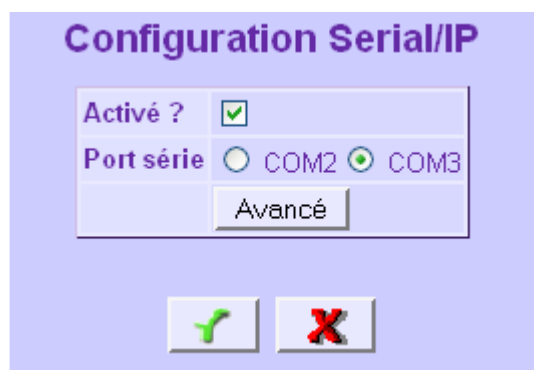 Configuration Serial/IP
Activé ?
Port série COM2 COM3
Avancé